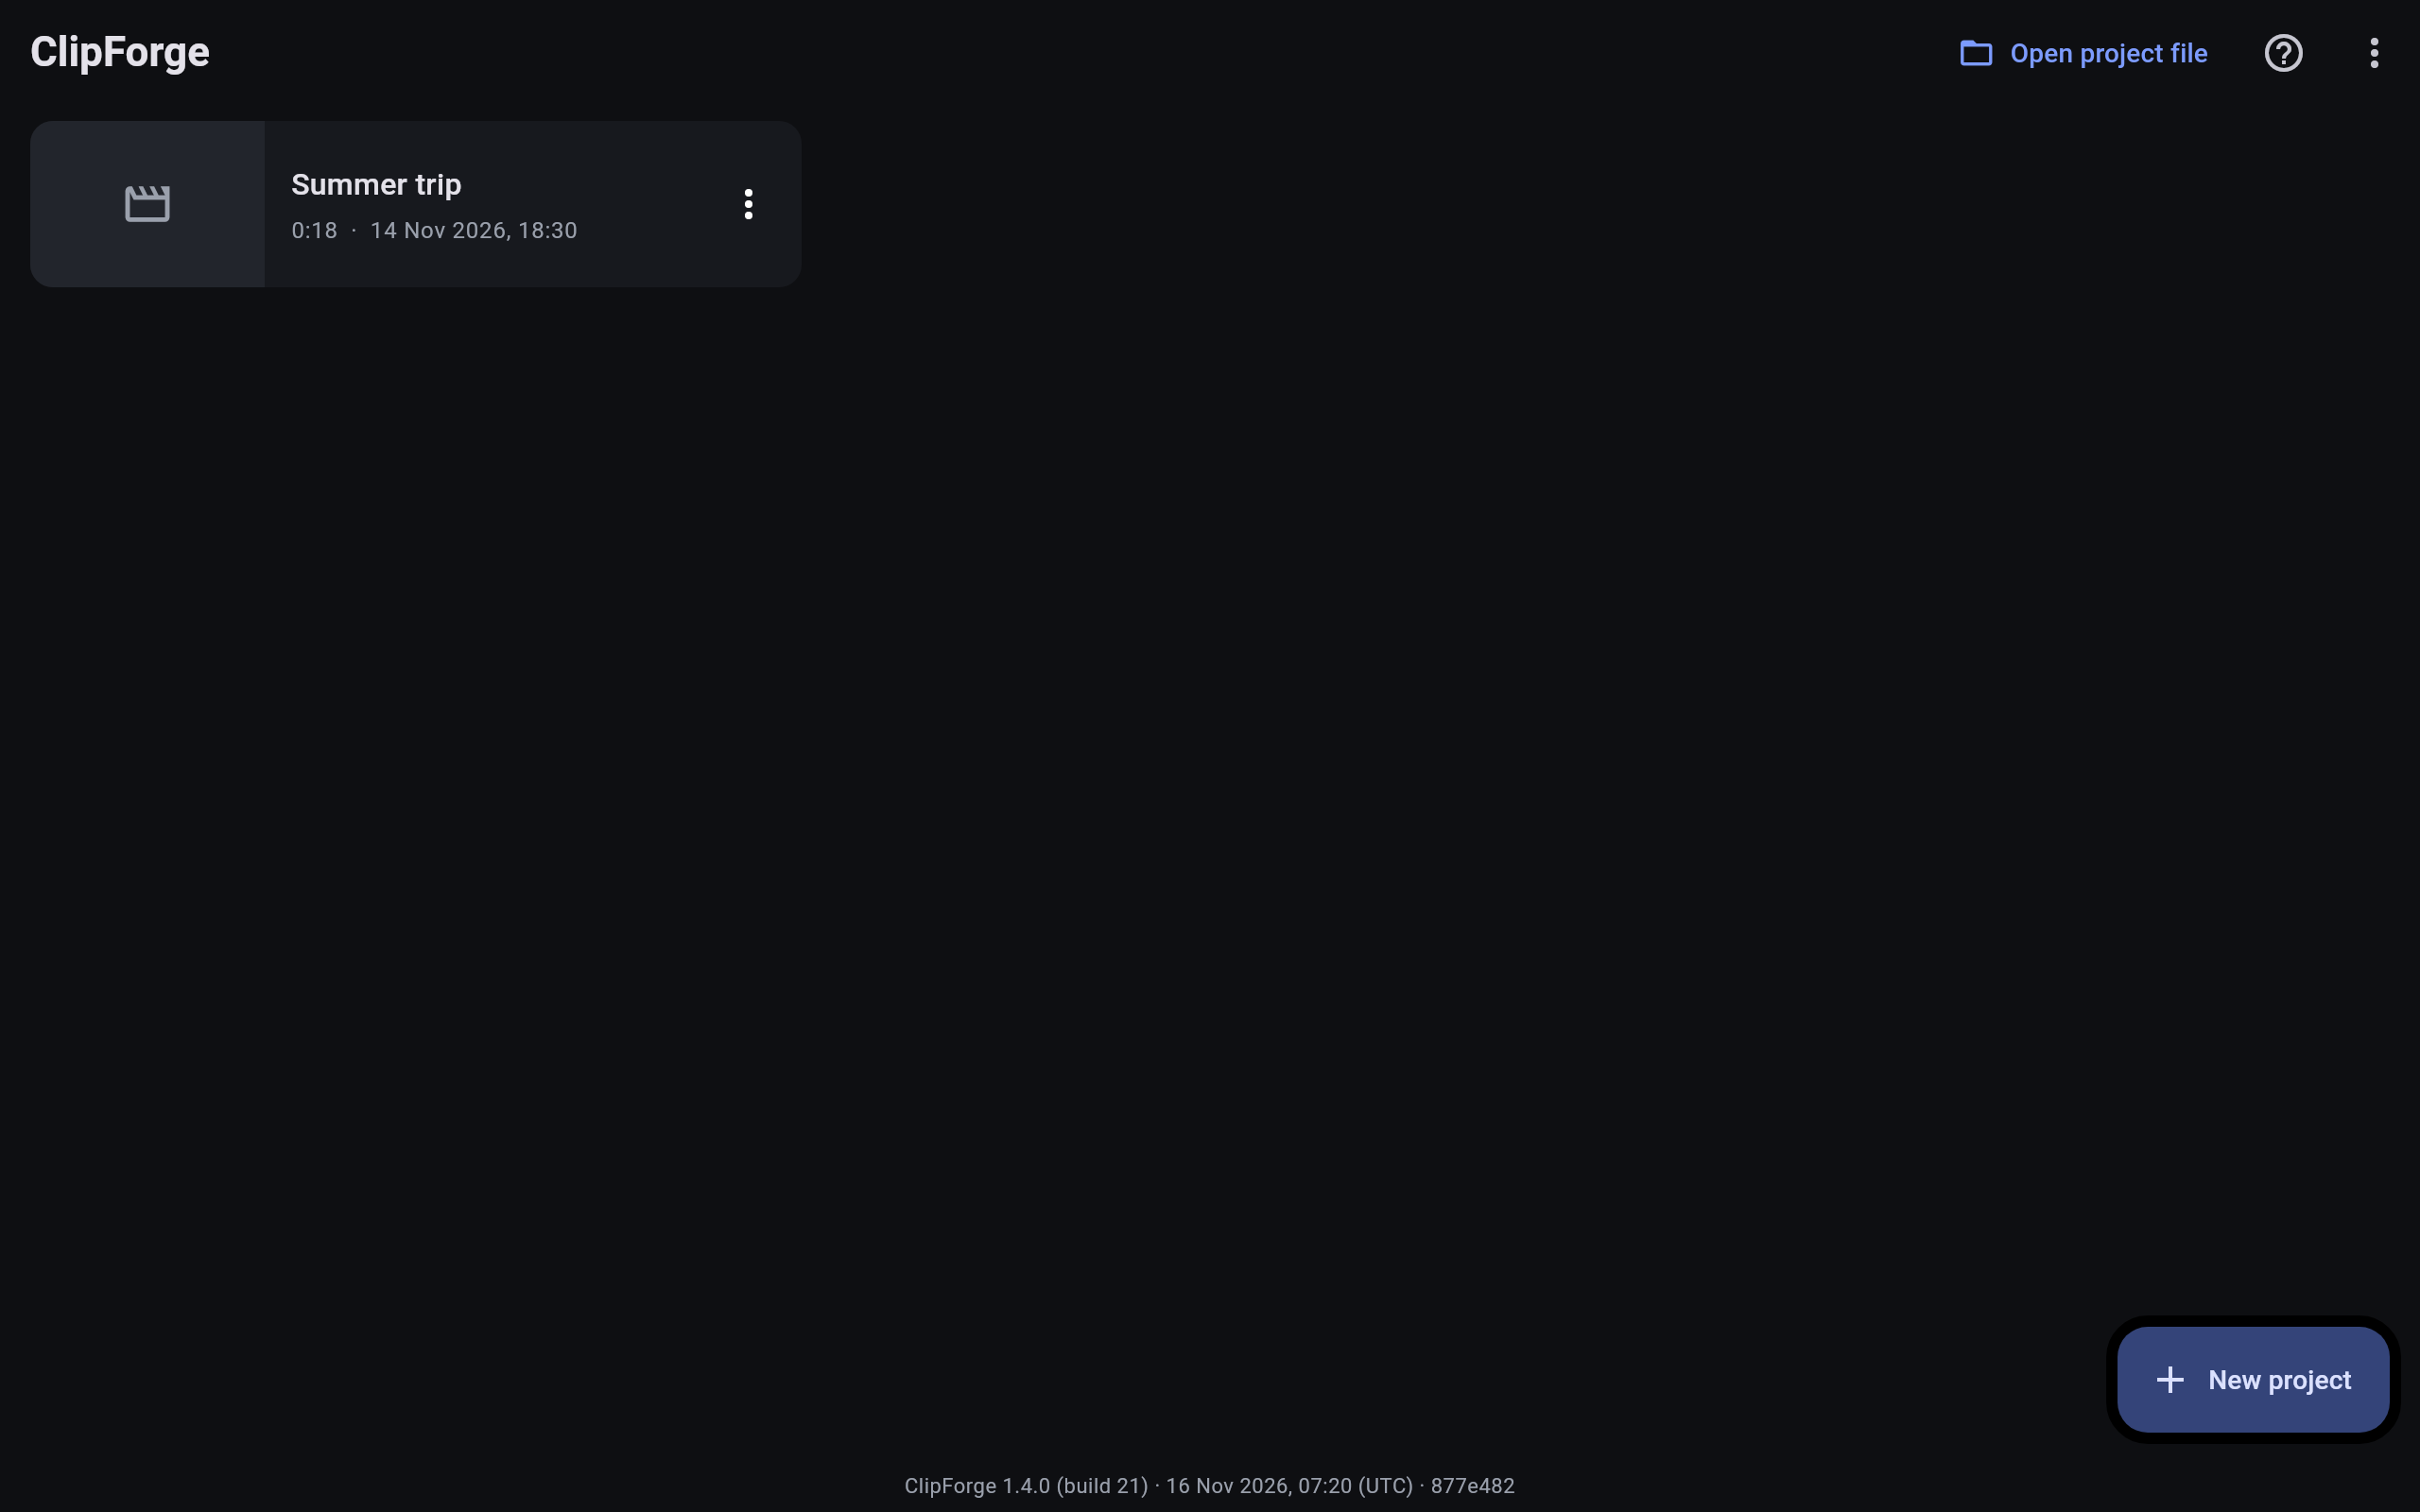 ClipForge
Open project file
Summer trip
0:18 · 14 Nov 2026, 18:30
New project
ClipForge 1.4.0 (build 21) · 16 Nov 2026, 07:20 (UTC) · 877e482